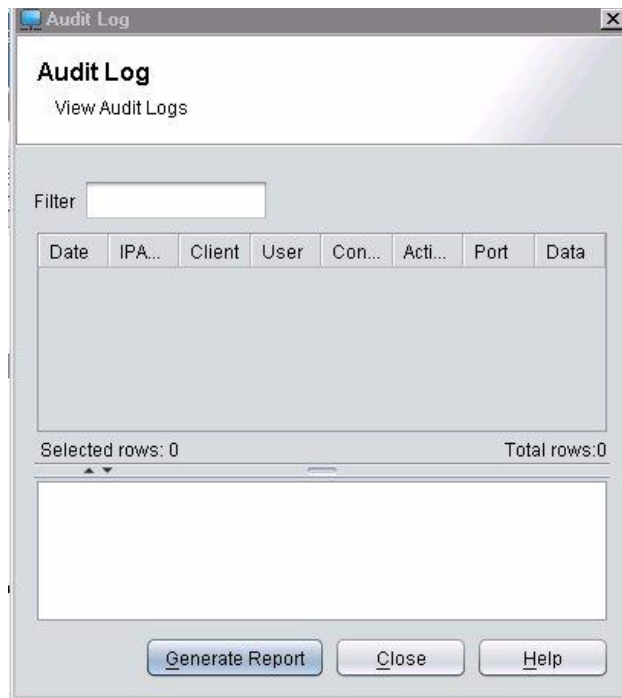 Audit Log
Audit Log
View Audit Logs
Filter
Date IPA... Client User Con... Acti... Port Data
Selected rows: 0 Total rows:0
Generate Report Close Help